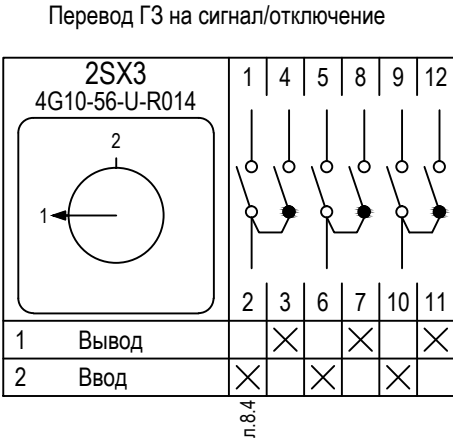 Перевод ГЗ на сигнал/отключение
2SX3
4G10-56-U-R014
1 4 5 8 9 12
2
1
2 3 6 7 10 11
1 Вывод
2 Ввод
л.8.4